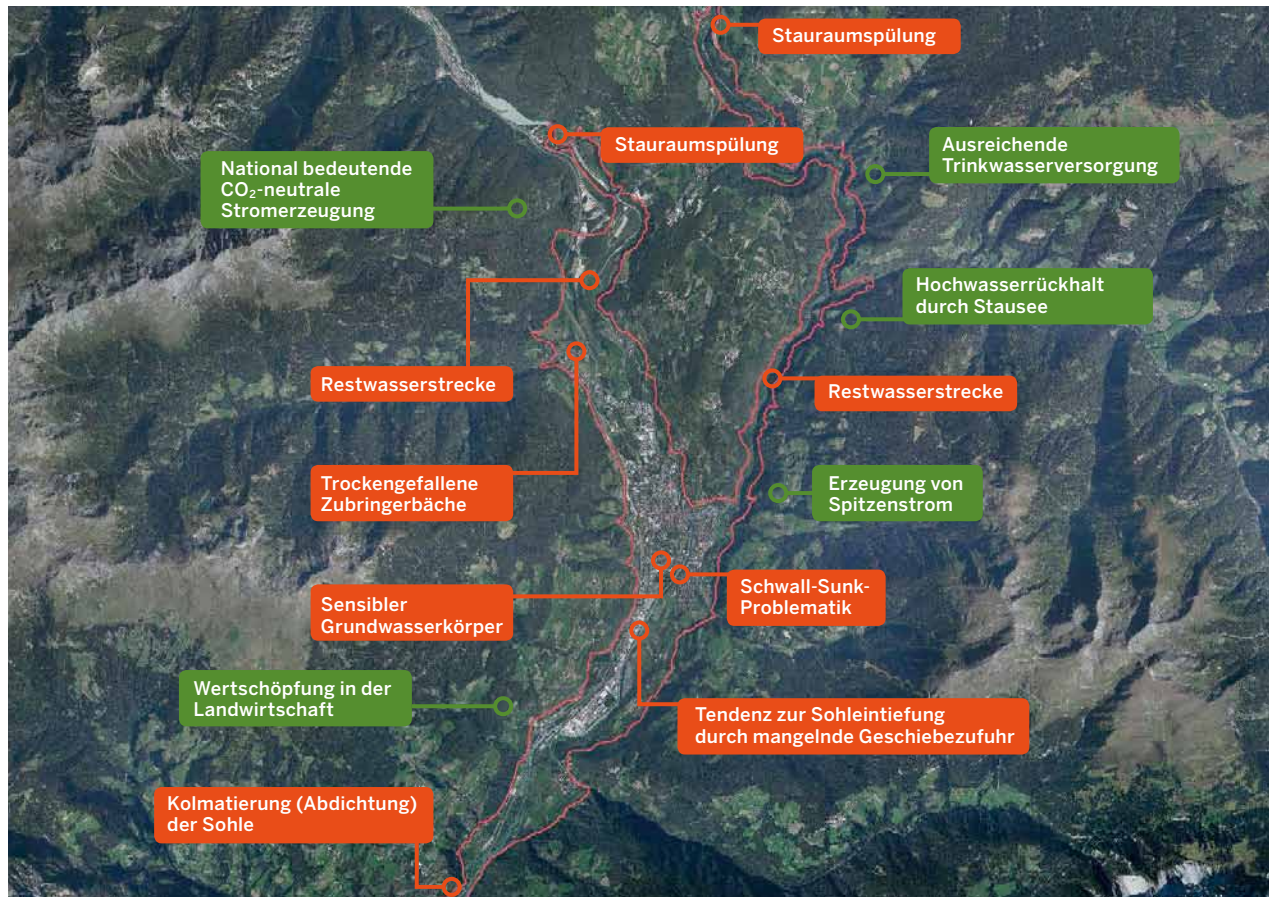 Stauraumspülung
Stauraumspülung
Ausreichende
Trinkwasserversorgung
National bedeutende
CO₂-neutrale
Stromerzeugung
Hochwasserrückhalt
durch Stausee
Restwasserstrecke
Restwasserstrecke
Trockengefallene
Zubringerbäche
Erzeugung von
Spitzenstrom
Sensibler
Grundwasserkörper
Schwall-Sunk-
Problematik
Wertschöpfung in der
Landwirtschaft
Tendenz zur Sohleintiefung
durch mangelnde Geschiebezufuhr
Kolmatierung (Abdichtung)
der Sohle